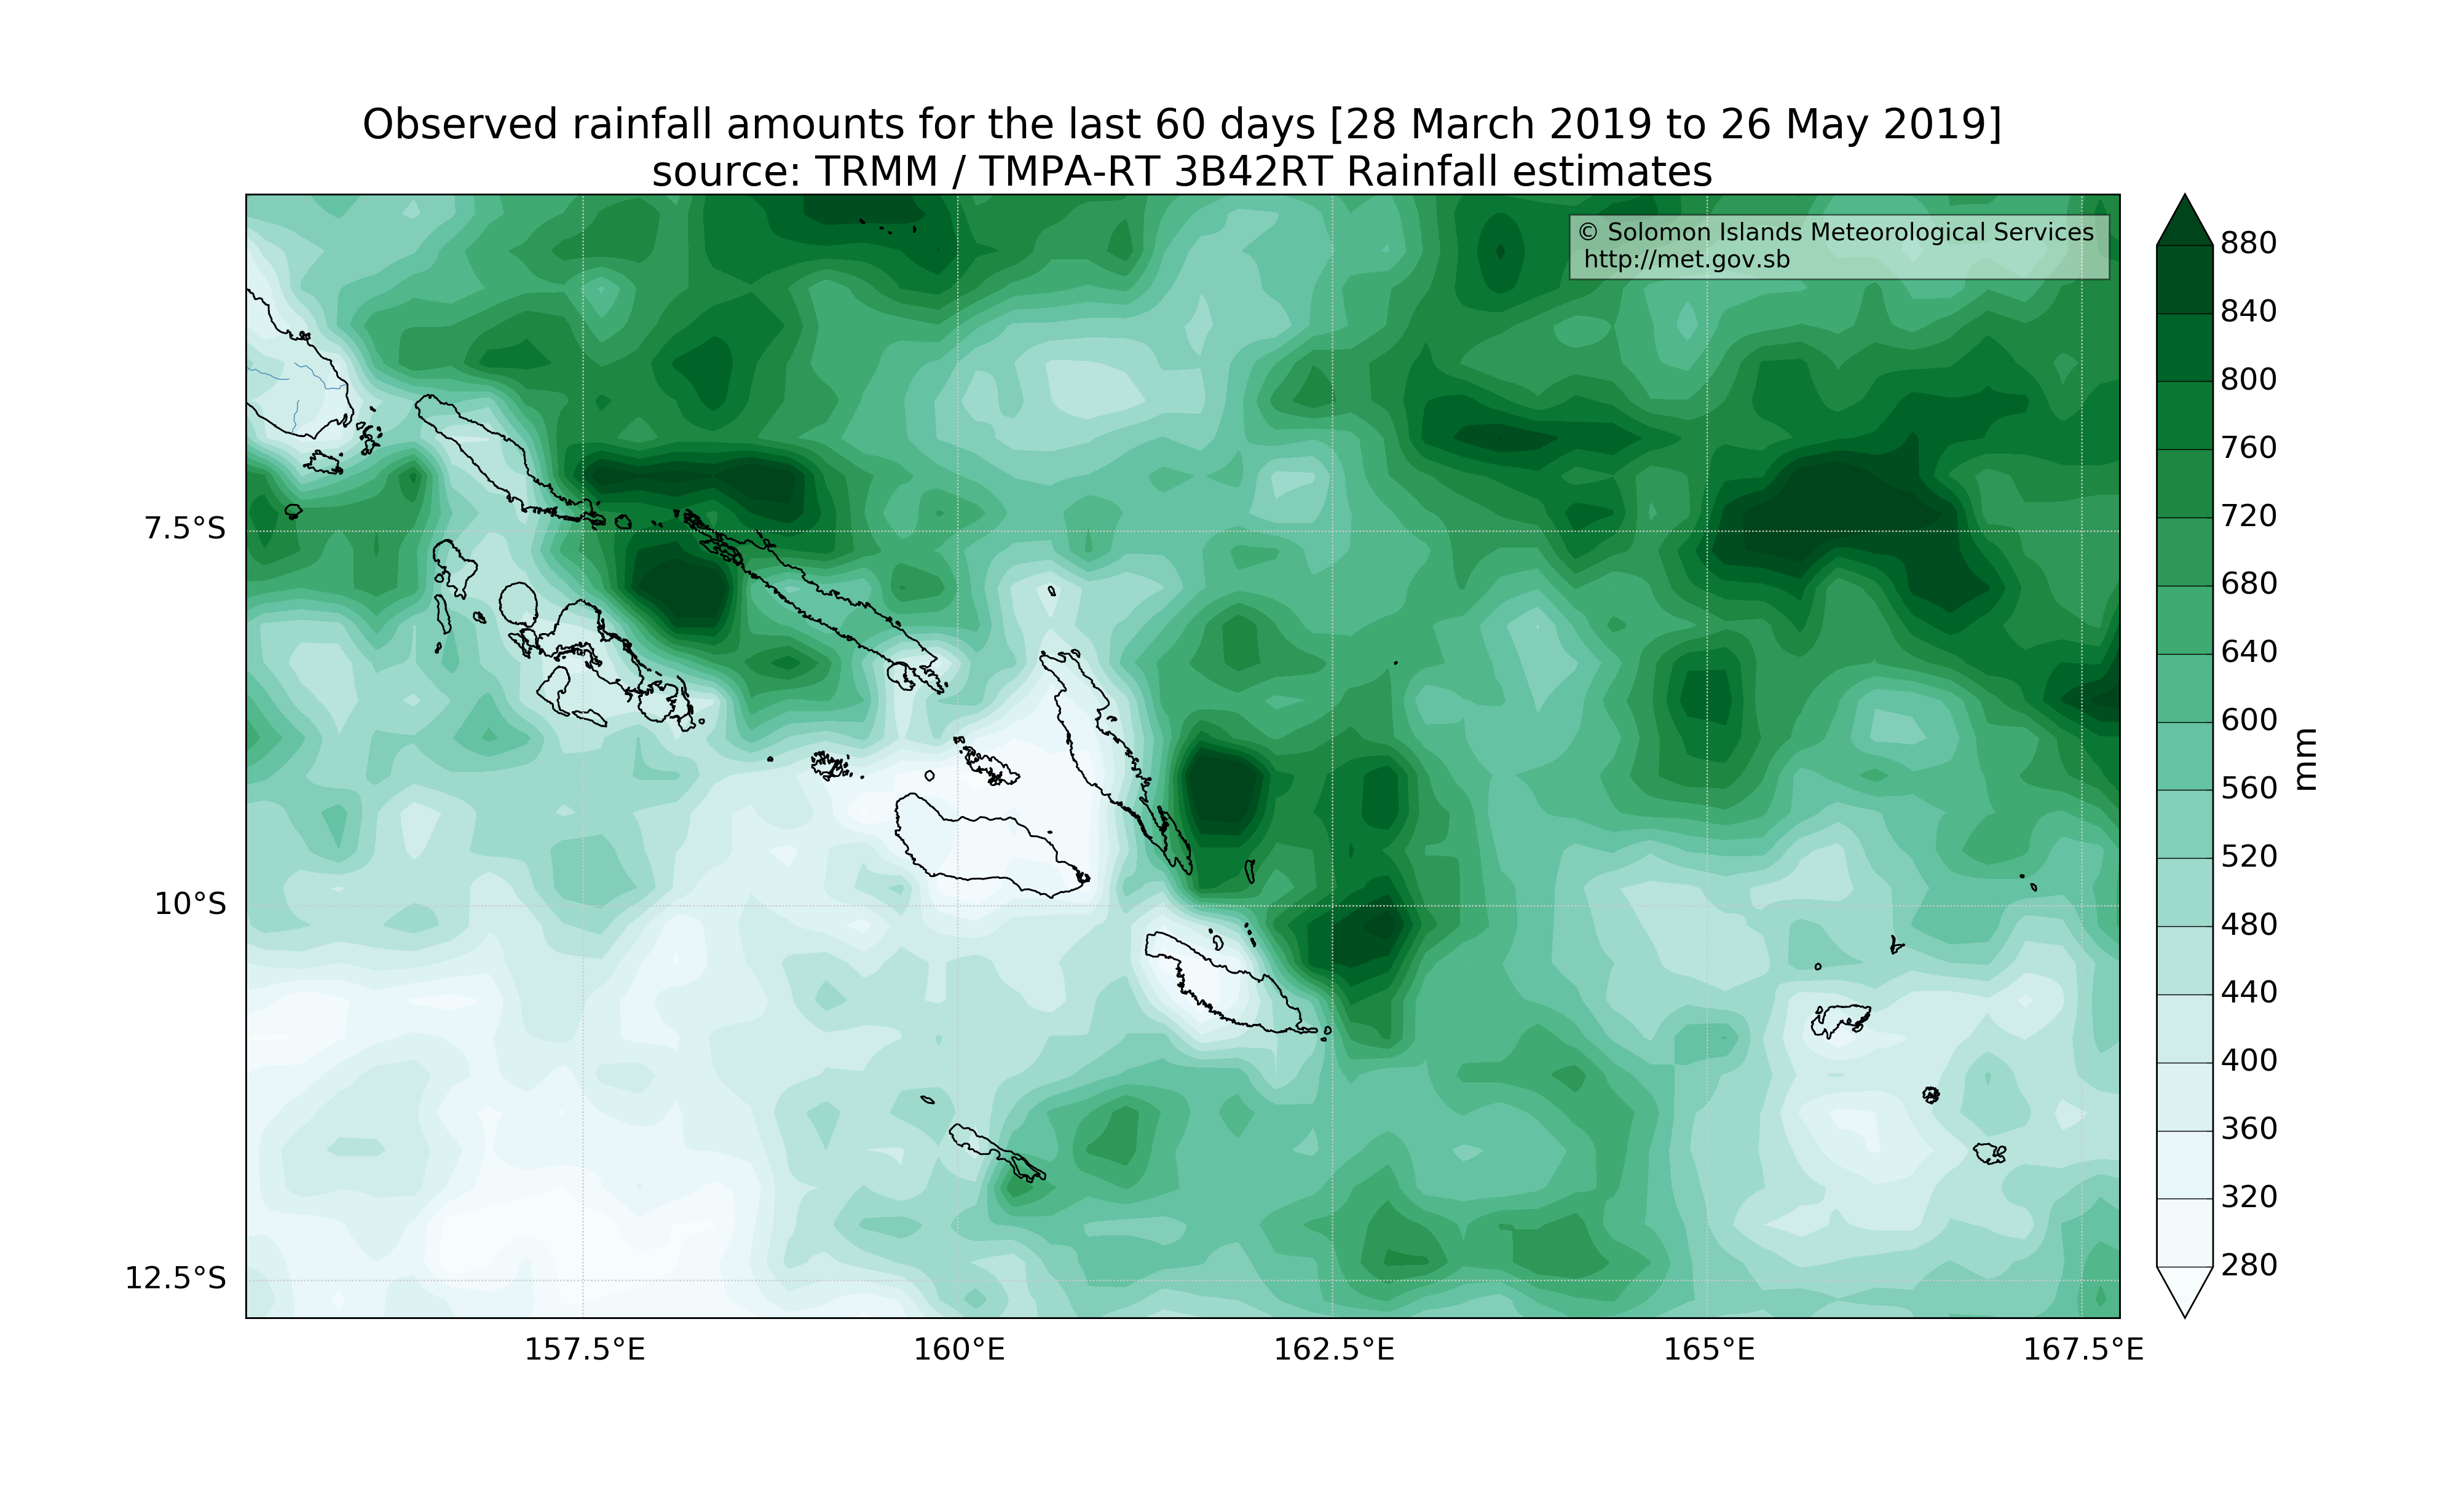 Observed rainfall amounts for the last 60 days [28 March 2019 to 26 May 2019]
source: TRMM / TMPA-RT 3B42RT Rainfall estimates
© Solomon Islands Meteorological Services
http://met.gov.sb
7.5°S
10°S
12.5°S
157.5°E
160°E
162.5°E
165°E
167.5°E
880
840
800
760
720
680
640
600
560
520
480
440
400
360
320
280
mm